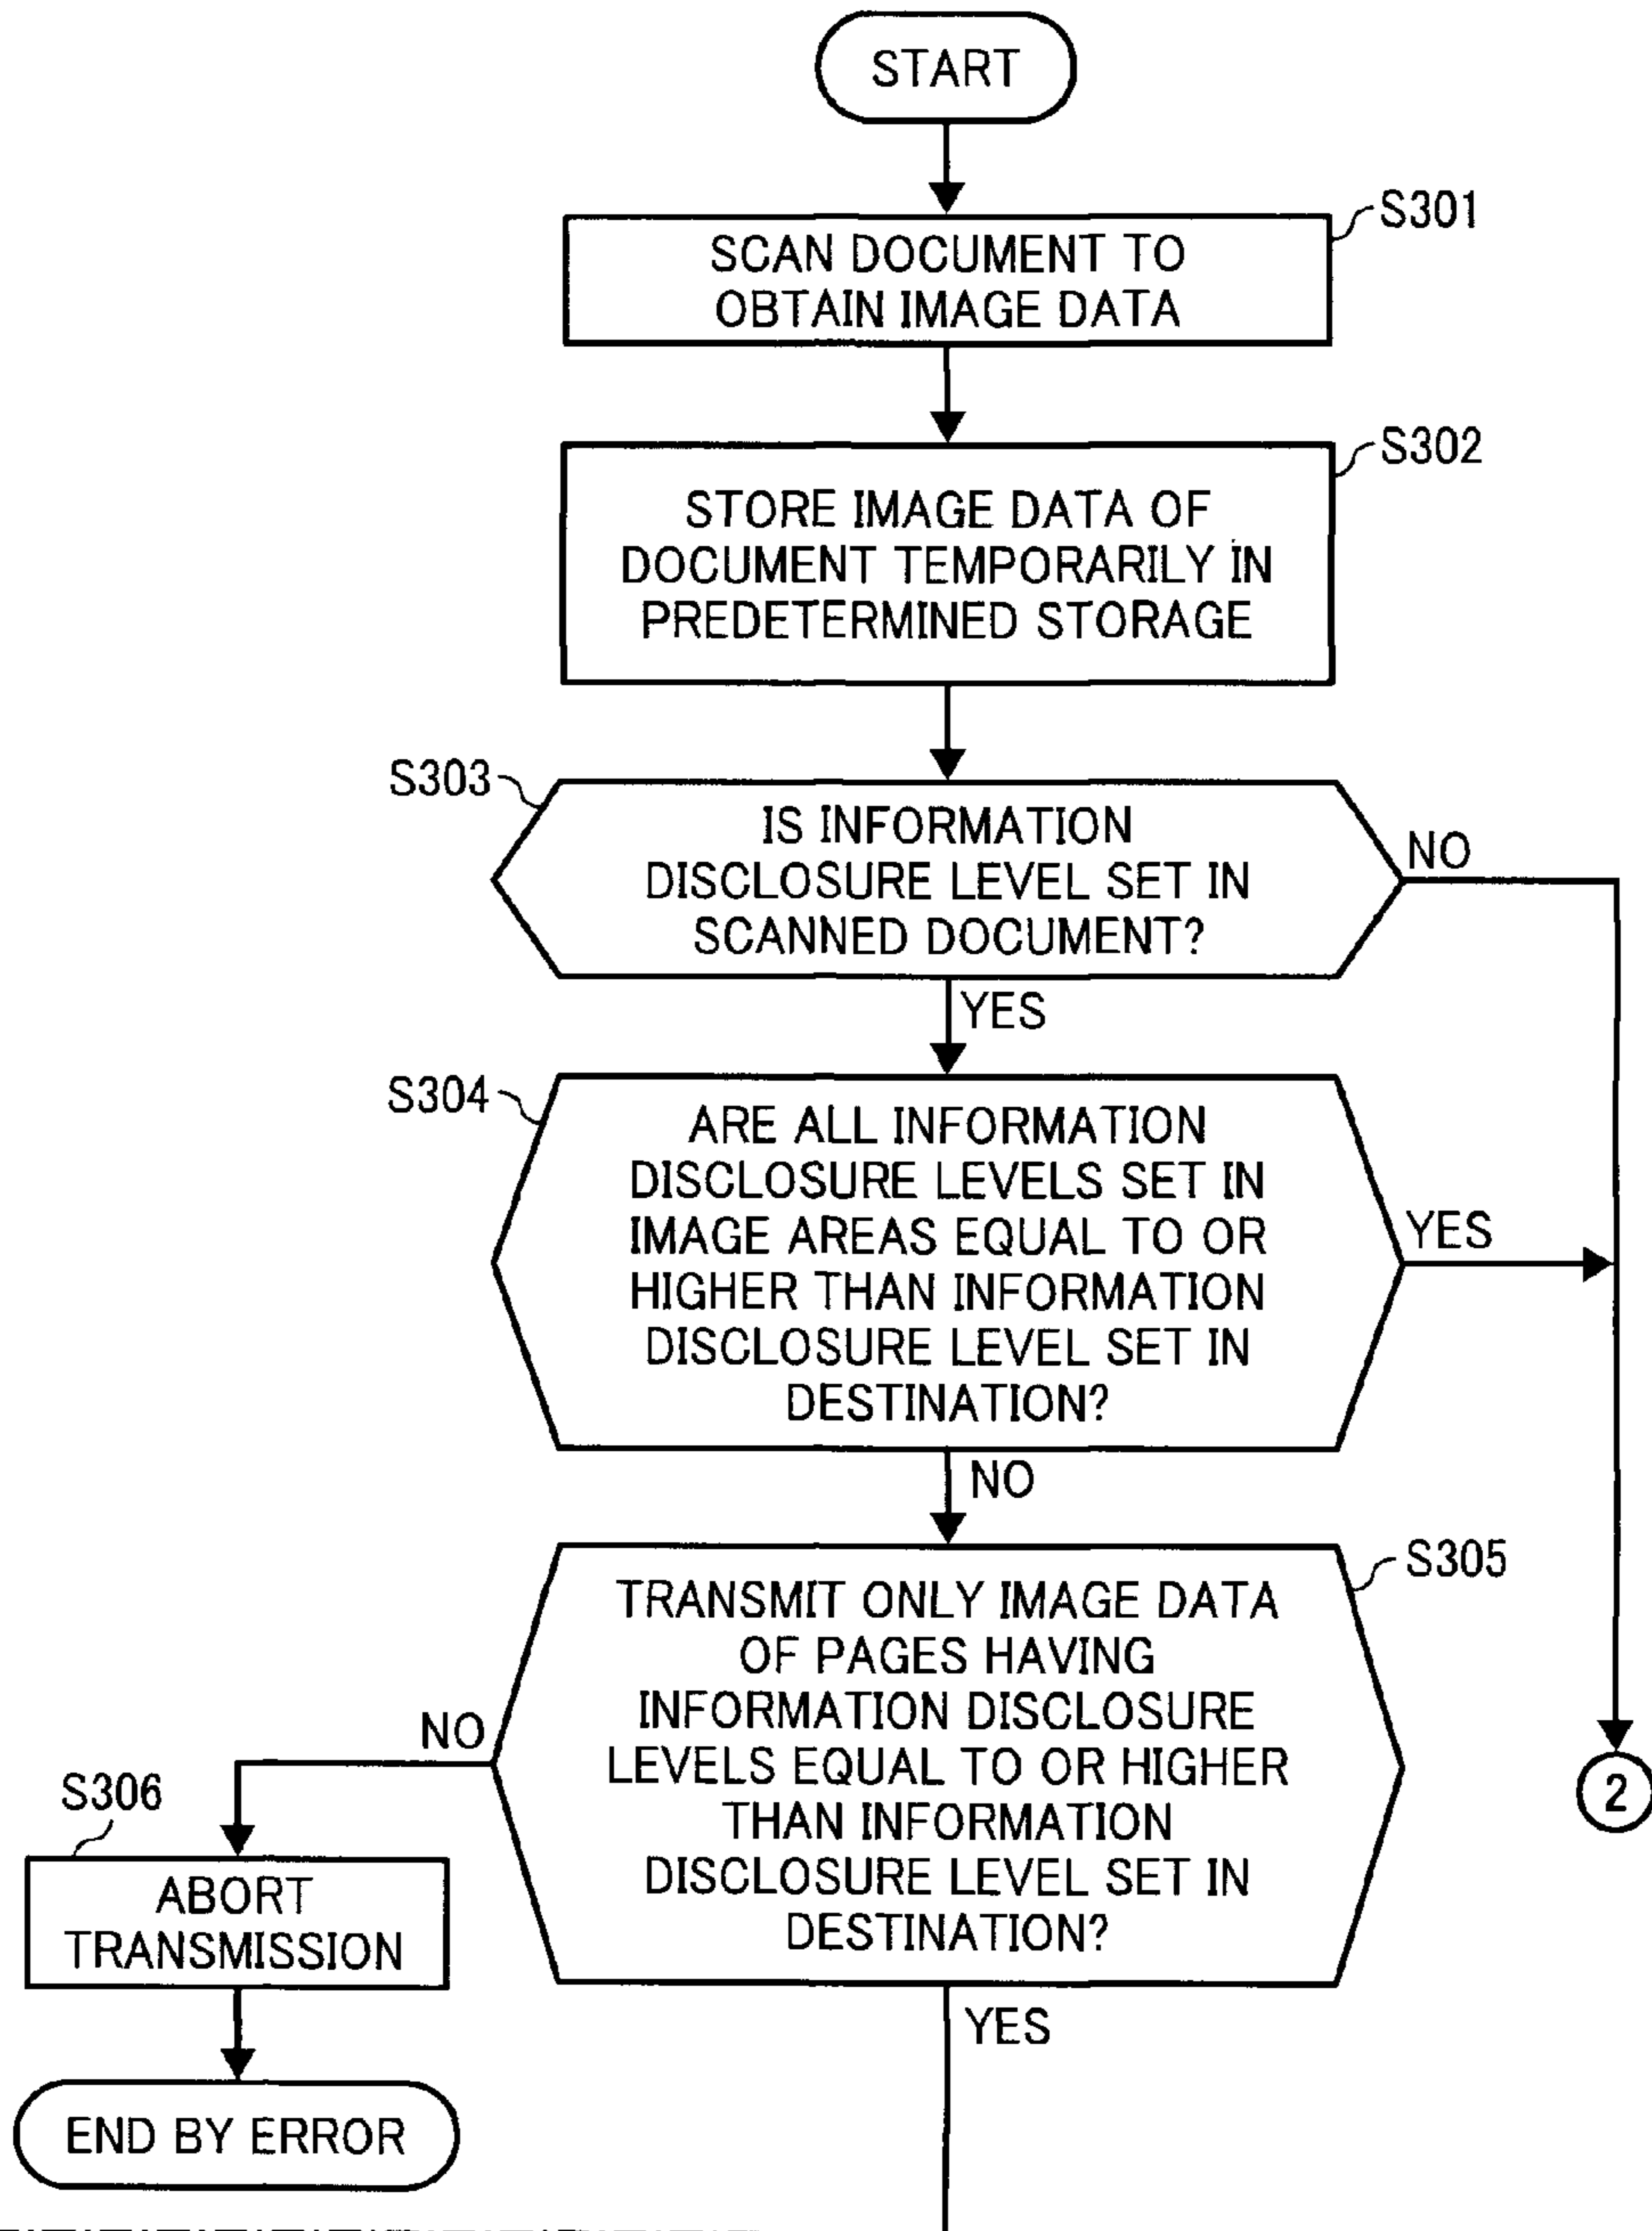 START
S301
SCAN DOCUMENT TO
OBTAIN IMAGE DATA
S302
STORE IMAGE DATA OF
DOCUMENT TEMPORARILY IN
PREDETERMINED STORAGE
S303
IS INFORMATION
DISCLOSURE LEVEL SET IN
SCANNED DOCUMENT?
NO
YES
S304
ARE ALL INFORMATION
DISCLOSURE LEVELS SET IN
IMAGE AREAS EQUAL TO OR
HIGHER THAN INFORMATION
DISCLOSURE LEVEL SET IN
DESTINATION?
YES
NO
S305
TRANSMIT ONLY IMAGE DATA
OF PAGES HAVING
INFORMATION DISCLOSURE
LEVELS EQUAL TO OR HIGHER
THAN INFORMATION
DISCLOSURE LEVEL SET IN
DESTINATION?
NO
2
S306
ABORT
TRANSMISSION
YES
END BY ERROR